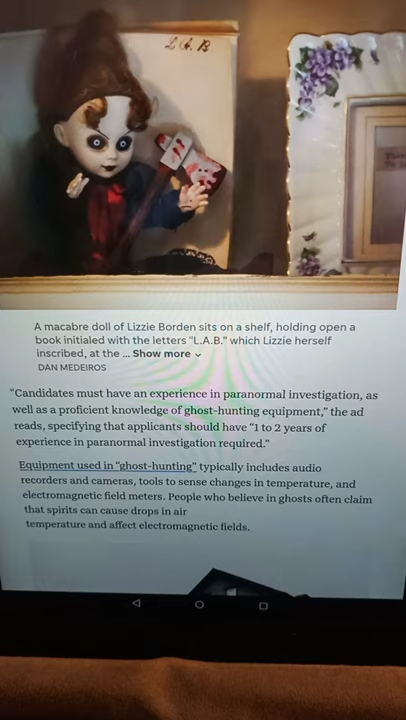 L.A.B
A macabre doll of Lizzie Borden sits on a shelf, holding open a
book initialed with the letters "L.A.B." which Lizzie herself
inscribed, at the ... Show more
DAN MEDEIROS
"Candidates must have an experience in paranormal investigation, as
well as a proficient knowledge of ghost-hunting equipment," the ad
reads, specifying that applicants should have "1 to 2 years of
experience in paranormal investigation required."
Equipment used in "ghost-hunting" typically includes audio
recorders and cameras, tools to sense changes in temperature, and
electromagnetic field meters. People who believe in ghosts often claim
that spirits can cause drops in air
temperature and affect electromagnetic fields.